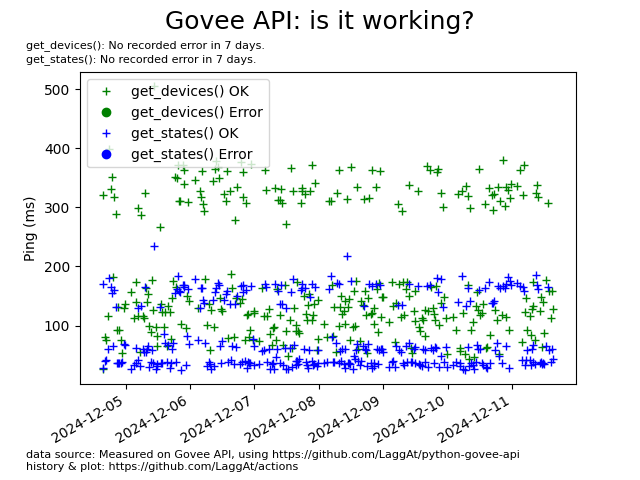 Govee API: is it working?
get_devices(): No recorded error in 7 days.
get_states(): No recorded error in 7 days.
get_devices() OK
get_devices() Error
get_states() OK
get_states() Error
Ping (ms)
500
400
300
200
100
2024-12-05
2024-12-06
2024-12-07
2024-12-08
2024-12-09
2024-12-10
2024-12-11
data source: Measured on Govee API, using https://github.com/LaggAt/python-govee-api
history & plot: https://github.com/LaggAt/actions